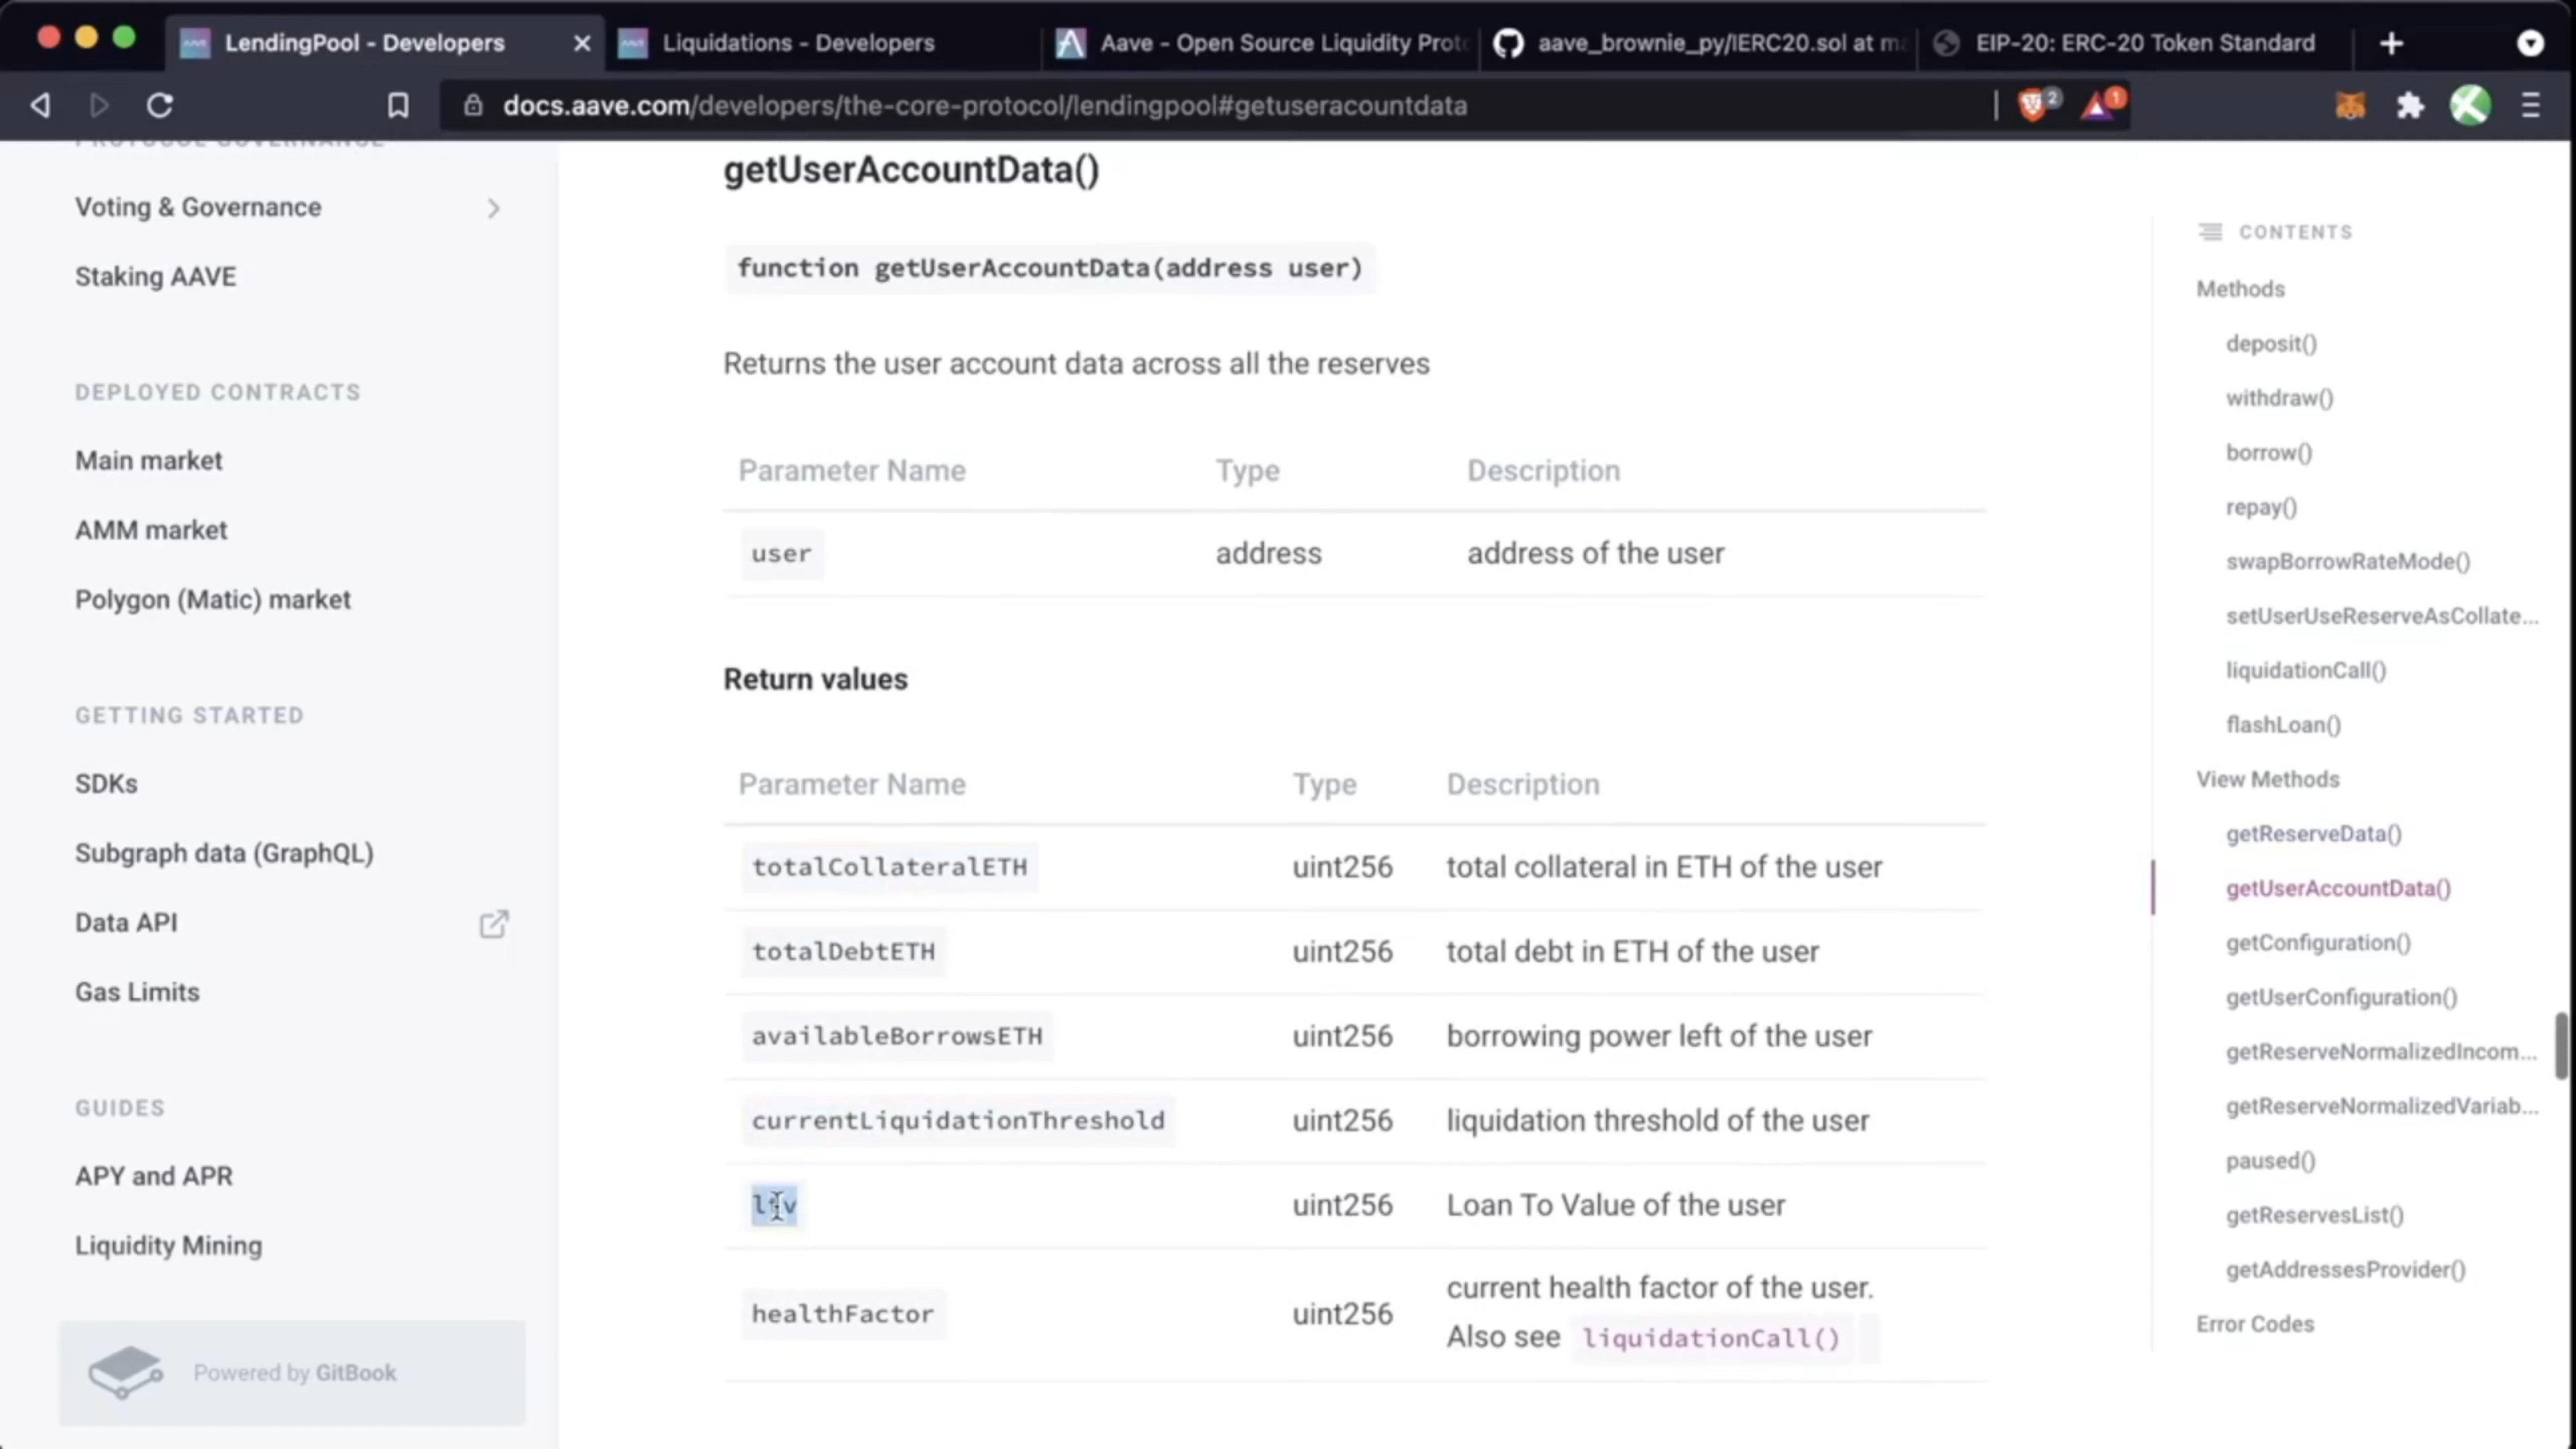 LendingPool - Developers
Liquidations - Developers
Aave - Open Source Liquidity Proto
aave_brownie_py/IERC20.sol at ma
EIP-20: ERC-20 Token Standard
docs.aave.com/developers/the-core-protocol/lendingpool#getuseracountdata
2
1
PROTOCOL GOVERNANCE
Voting & Governance
Staking AAVE
DEPLOYED CONTRACTS
Main market
AMM market
Polygon (Matic) market
GETTING STARTED
SDKs
Subgraph data (GraphQL)
Data API
Gas Limits
GUIDES
APY and APR
Liquidity Mining
Powered by GitBook
getUserAccountData()
function getUserAccountData(address user)
Returns the user account data across all the reserves
Parameter Name Type Description
user address address of the user
Return values
Parameter Name Type Description
totalCollateralETH uint256 total collateral in ETH of the user
totalDebtETH uint256 total debt in ETH of the user
availableBorrowsETH uint256 borrowing power left of the user
currentLiquidationThreshold uint256 liquidation threshold of the user
ltv uint256 Loan To Value of the user
healthFactor uint256 current health factor of the user.
Also see liquidationCall()
CONTENTS
Methods
deposit()
withdraw()
borrow()
repay()
swapBorrowRateMode()
setUserUseReserveAsCollate...
liquidationCall()
flashLoan()
View Methods
getReserveData()
getUserAccountData()
getConfiguration()
getUserConfiguration()
getReserveNormalizedIncom...
getReserveNormalizedVariab...
paused()
getReservesList()
getAddressesProvider()
Error Codes